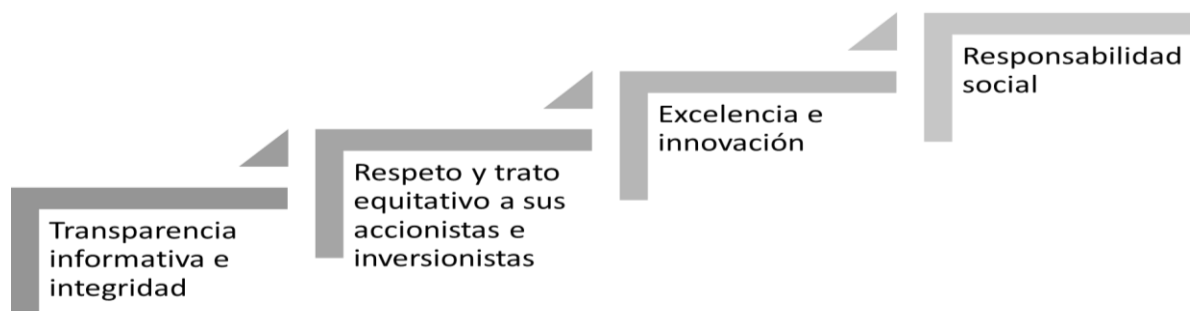 Transparencia
informativa e
integridad
Respeto y trato
equitativo a sus
accionistas e
inversionistas
Excelencia e
innovación
Responsabilidad
social